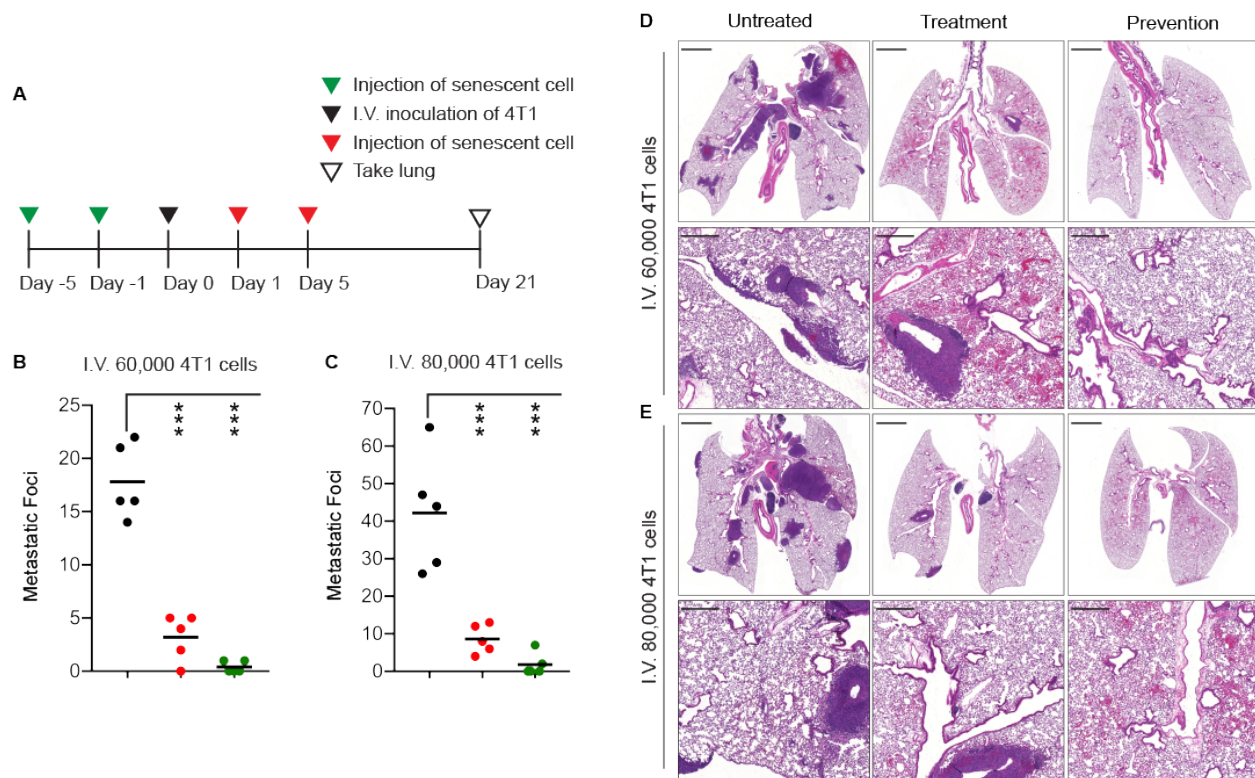 A
Injection of senescent cell
I.V. inoculation of 4T1
Injection of senescent cell
Take lung
Day -5 Day -1 Day 0 Day 1 Day 5 Day 21
B
I.V. 60,000 4T1 cells
25
20
15
10
5
0
Metastatic Foci
***
***
C
I.V. 80,000 4T1 cells
70
60
50
40
30
20
10
0
Metastatic Foci
***
***
D
Untreated Treatment Prevention
I.V. 60,000 4T1 cells
E
I.V. 80,000 4T1 cells